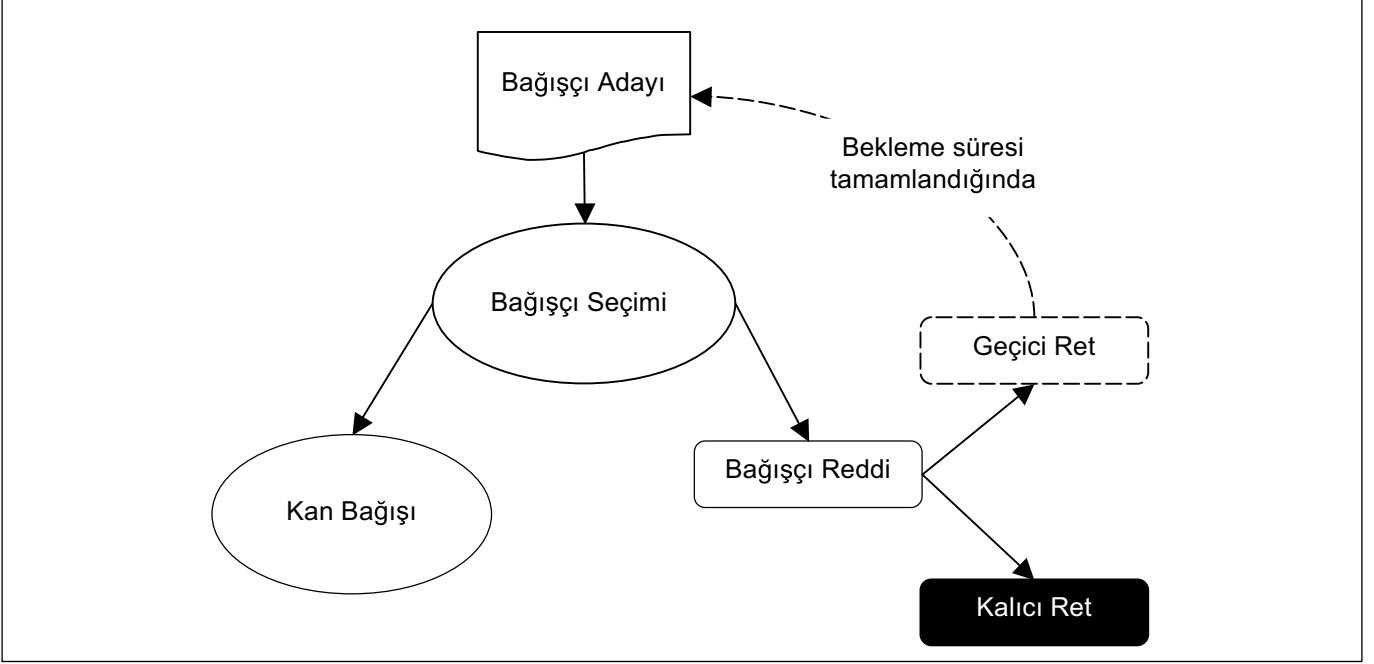 Bağışçı Adayı
Bekleme süresi
tamamlandığında
Bağışçı Seçimi
Geçici Ret
Bağışçı Reddi
Kan Bağışı
Kalıcı Ret